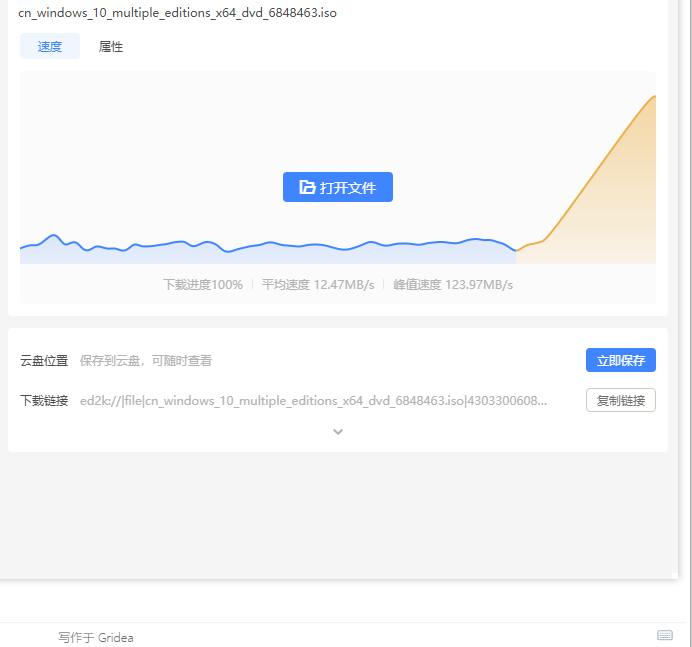 cn_windows_10_multiple_editions_x64_dvd_6848463.iso
速度 属性
打开文件
下载进度100% 平均速度 12.47MB/s 峰值速度 123.97MB/s
云盘位置 保存到云盘，可随时查看 立即保存
下载链接 ed2k://|file|cn_windows_10_multiple_editions_x64_dvd_6848463.iso|4303300608... 复制链接
写作于 Gridea